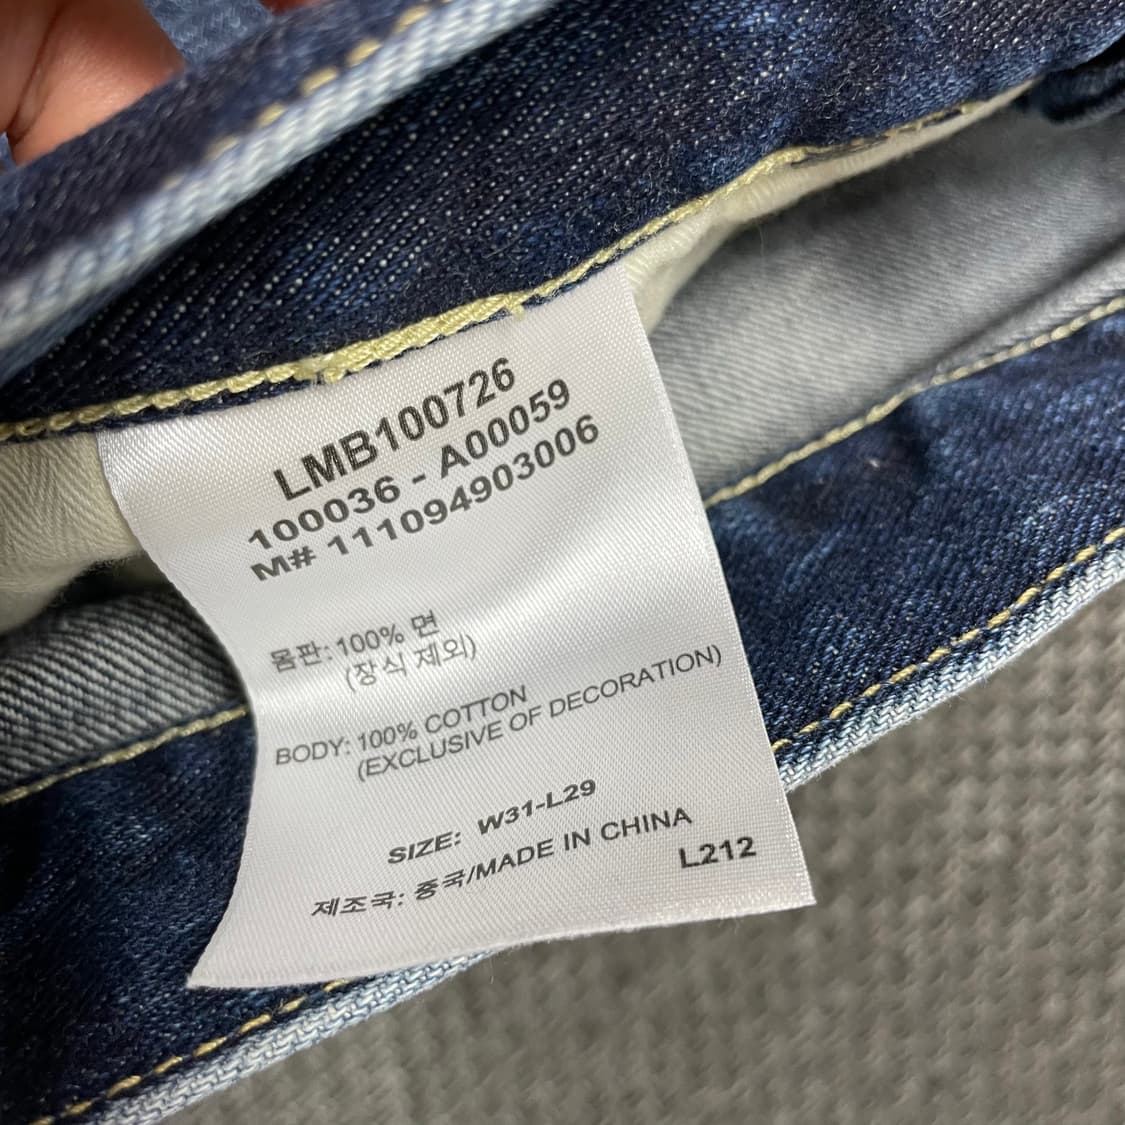 LMB100726
100036 - A00059
M# 111094903006
몸판: 100% 면
(장식 제외)
BODY: 100% COTTON
(EXCLUSIVE OF DECORATION)
SIZE: W31-L29
제조국: 중국/MADE IN CHINA
L212